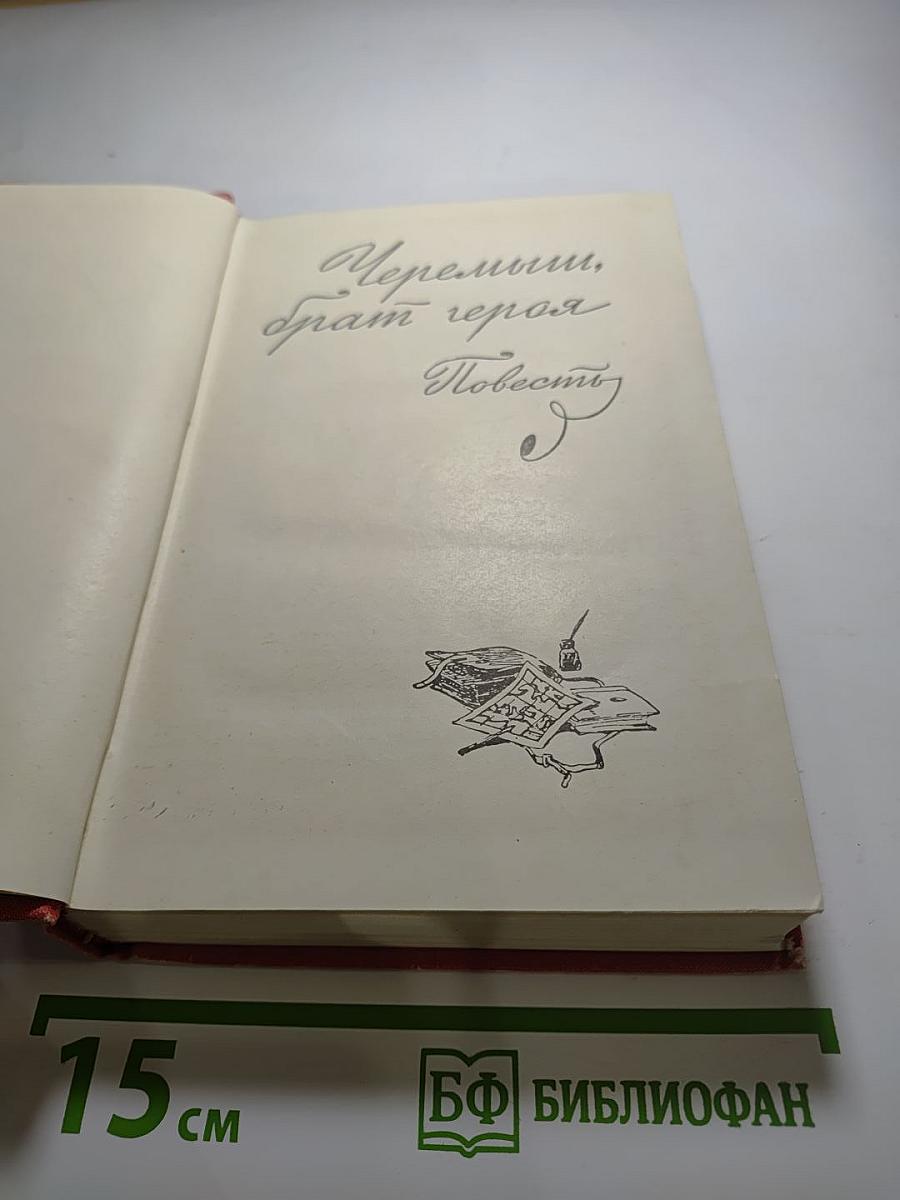 Черемыш,
брат героя
Повесть
15 см
БФ БИБЛИОФАН